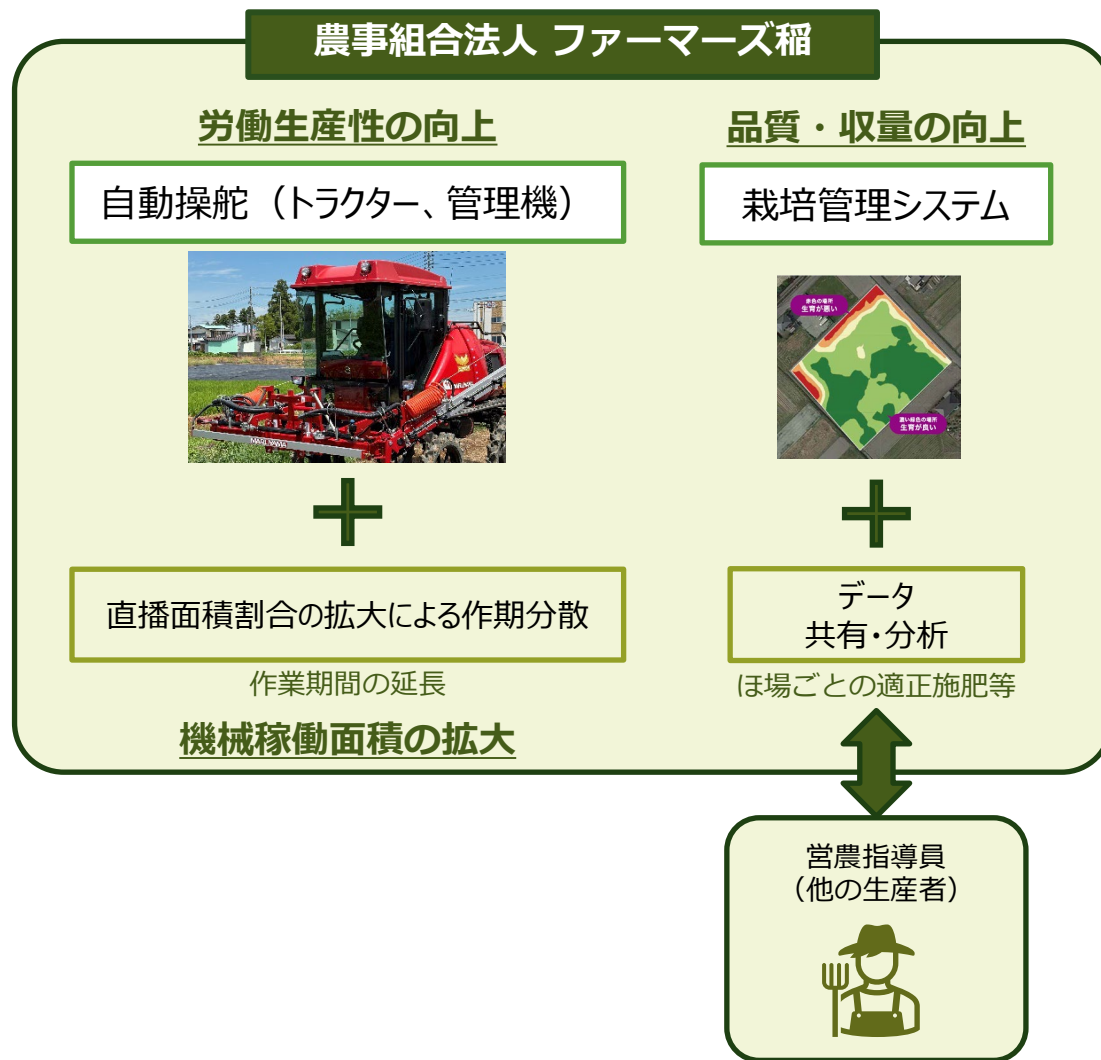 農事組合法人 ファーマーズ稲
労働生産性の向上
自動操舵（トラクター、管理機）
MARUYAMA
直播面積割合の拡大による作期分散
作業期間の延長
機械稼働面積の拡大
品質・収量の向上
栽培管理システム
赤色の場所
生育が悪い
濃い緑色の場所
生育が良い
データ
共有・分析
ほ場ごとの適正施肥等
営農指導員
（他の生産者）